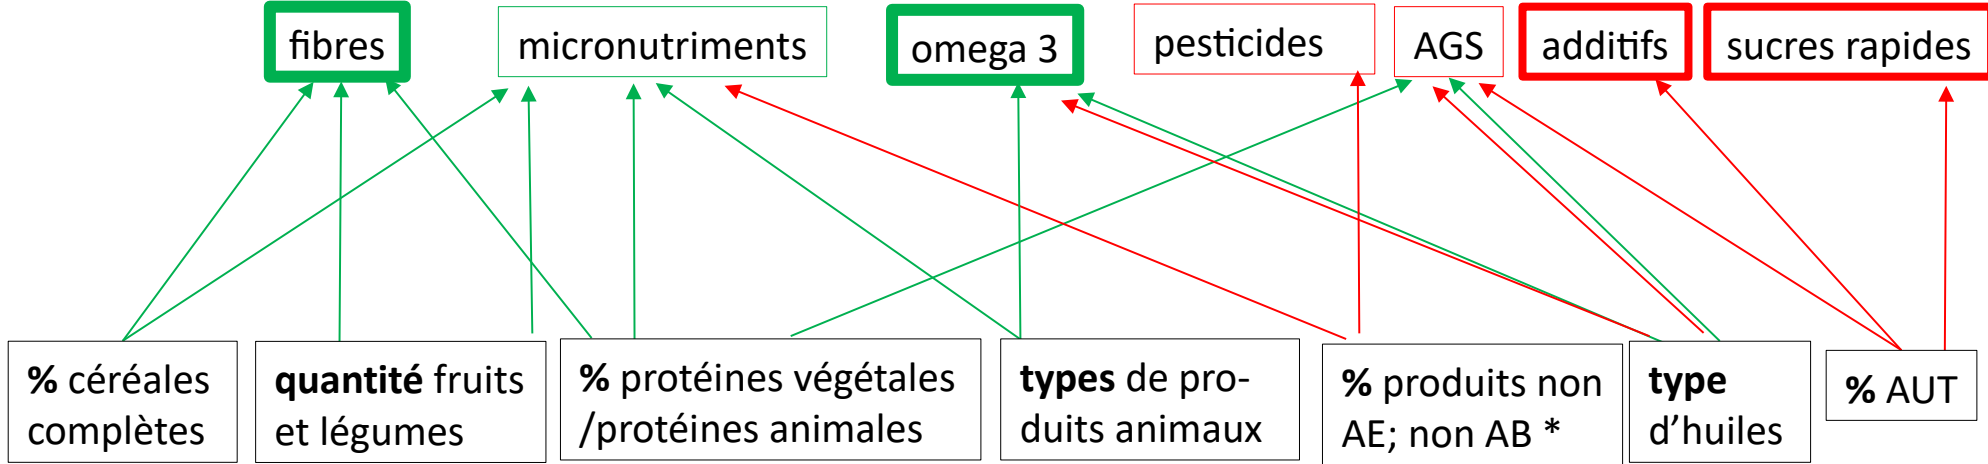 fibres
micronutriments
omega 3
pesticides
AGS
additifs
sucres rapides
% céréales
complètes
quantité fruits
et légumes
% protéines végétales
/protéines animales
types de pro-
duits animaux
% produits non
AE; non AB *
type
d’huiles
% AUT